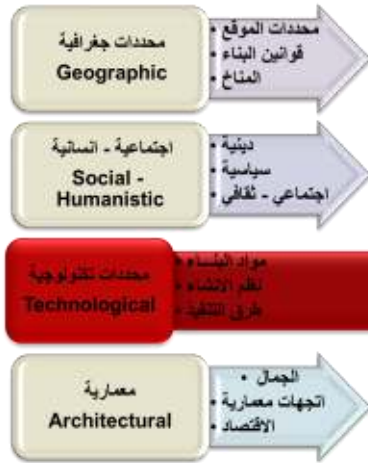 محددات جغرافية
Geographic
• محددات الموقع
• قوانين البناء
• المناخ
اجتماعية - انسانية
Social -
Humanistic
• دينية
• سياسية
• اجتماعي - ثقافي
محددات تكنولوجية
Technological
• مواد البناء
• نظم الانشاء
• طرق التنفيذ
معمارية
Architectural
• الجمال
• اتجهات معمارية
• الاقتصاد